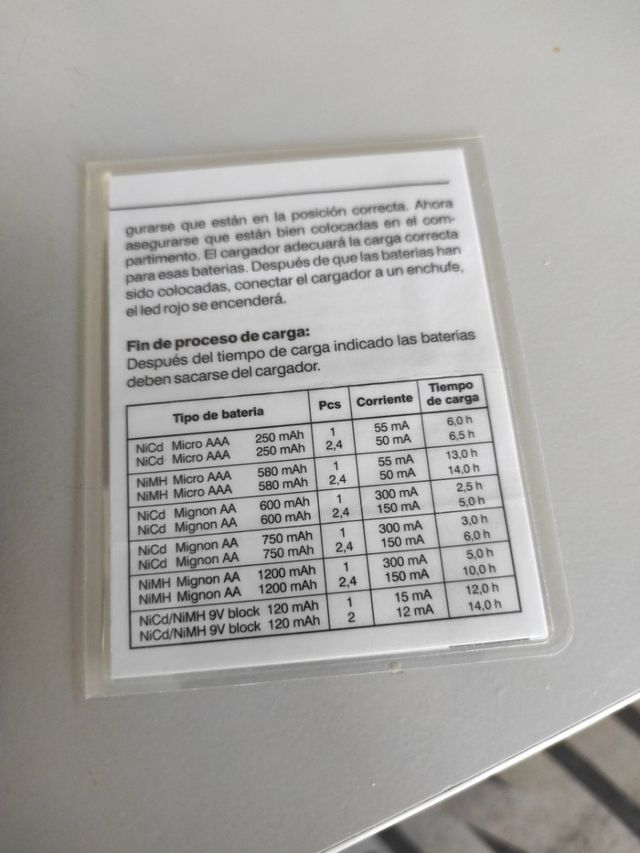 gurarse que están en la posición correcta. Ahora
asegurarse que están bien colocadas en el com-
partimento. El cargador adecuará la carga correcta
para esas baterias. Después de que las baterias han
sido colocadas, conectar el cargador a un enchufe,
el led rojo se encenderá.
Fin de proceso de carga:
Después del tiempo de carga indicado las baterias
deben sacarse del cargador.
Tipo de bateria Pcs Corriente Tiempo de carga
NiCd Micro AAA 250 mAh 1 55 mA 6,0 h
NiCd Micro AAA 250 mAh 2,4 50 mA 6,5 h
NiMH Micro AAA 580 mAh 1 55 mA 13,0 h
NiMH Micro AAA 580 mAh 2,4 50 mA 14,0 h
NiCd Mignon AA 600 mAh 1 300 mA 2,5 h
NiCd Mignon AA 600 mAh 2,4 150 mA 5,0 h
NiCd Mignon AA 750 mAh 1 300 mA 3,0 h
NiCd Mignon AA 750 mAh 2,4 150 mA 6,0 h
NiMH Mignon AA 1200 mAh 1 300 mA 5,0 h
NiMH Mignon AA 1200 mAh 2,4 150 mA 10,0 h
NiCd/NiMH 9V block 120 mAh 1 15 mA 12,0 h
NiCd/NiMH 9V block 120 mAh 2 12 mA 14,0 h